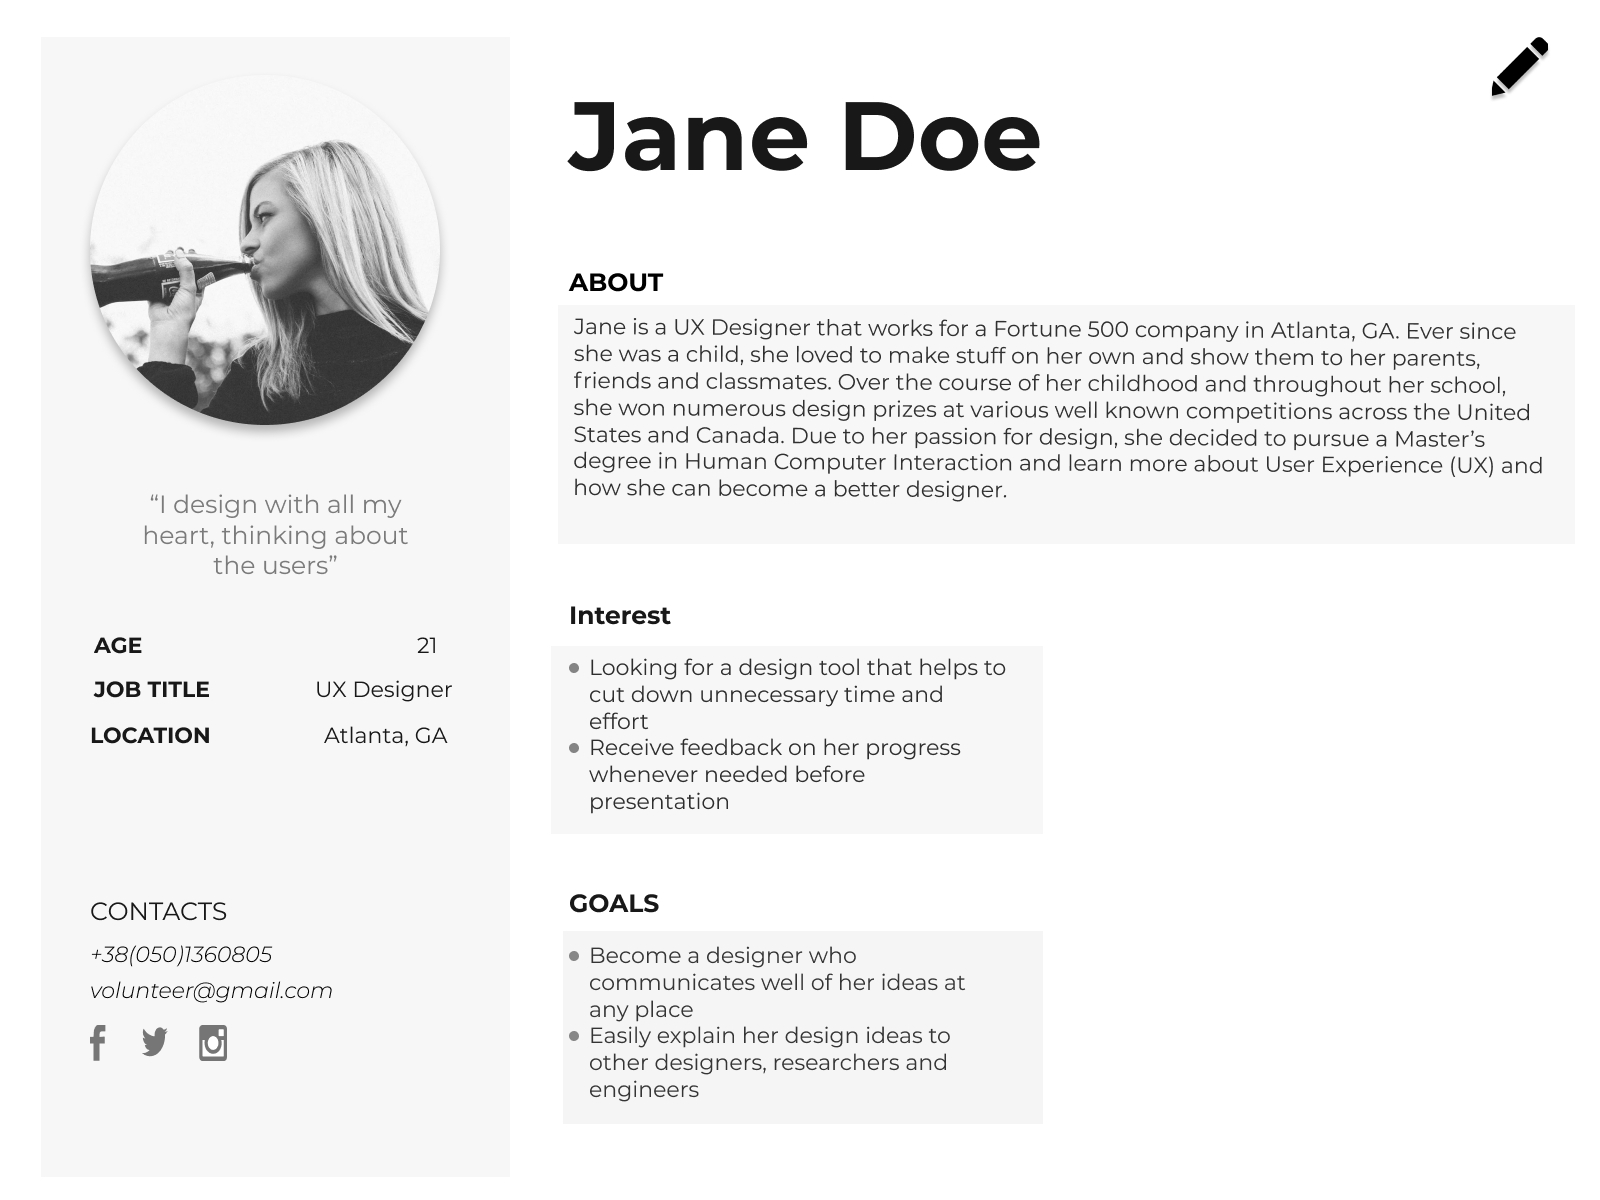 Jane Doe
“I design with all my
heart, thinking about
the users”
AGE 21
JOB TITLE UX Designer
LOCATION Atlanta, GA
CONTACTS
+38(050)1360805
volunteer@gmail.com
ABOUT
Jane is a UX Designer that works for a Fortune 500 company in Atlanta, GA. Ever since
she was a child, she loved to make stuff on her own and show them to her parents,
friends and classmates. Over the course of her childhood and throughout her school,
she won numerous design prizes at various well known competitions across the United
States and Canada. Due to her passion for design, she decided to pursue a Master’s
degree in Human Computer Interaction and learn more about User Experience (UX) and
how she can become a better designer.
Interest
Looking for a design tool that helps to
cut down unnecessary time and
effort
Receive feedback on her progress
whenever needed before
presentation
GOALS
Become a designer who
communicates well of her ideas at
any place
Easily explain her design ideas to
other designers, researchers and
engineers